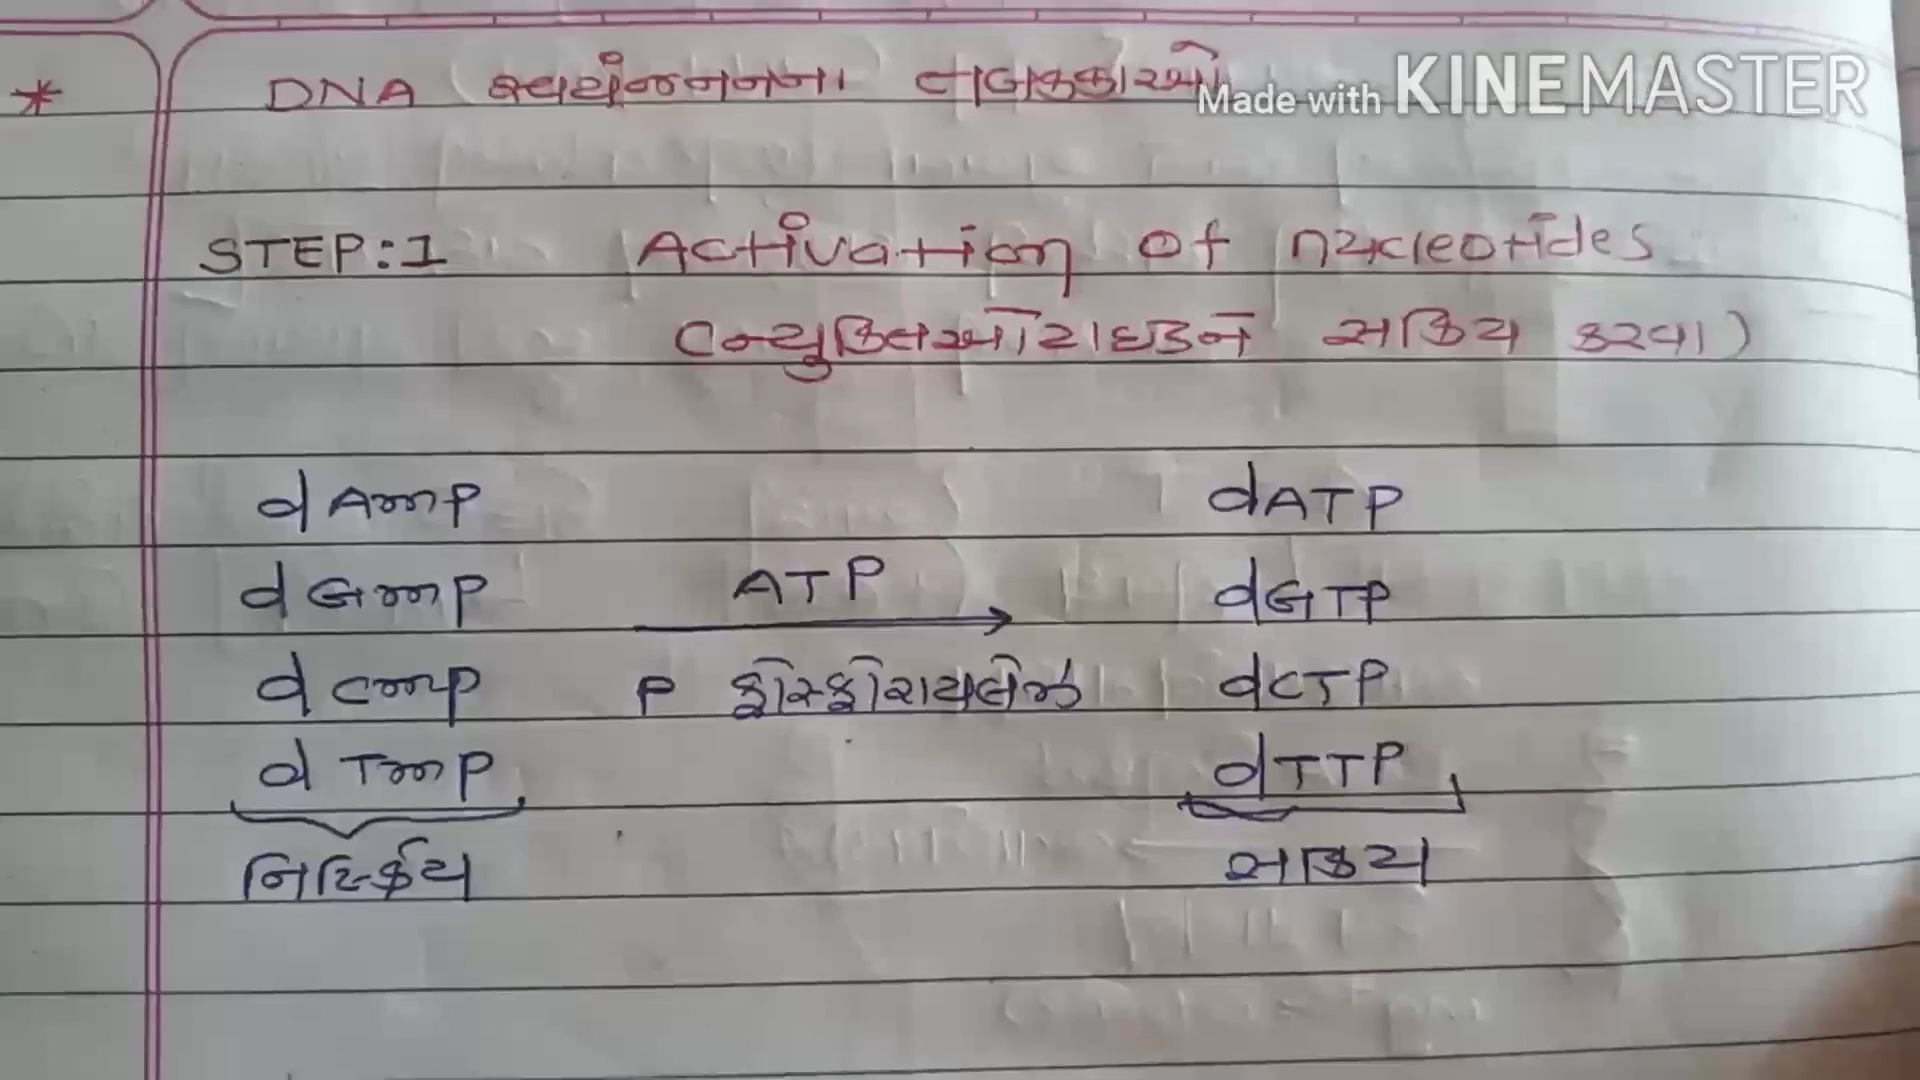 * DNA સ્વયંજનનના તબક્કાઓ
Made with KINEMASTER
STEP:1 Activation of nucleotides
(ન્યુક્લિઓટાઇડને સક્રિય કરવા)
dAmp dATP
dGmp ATP dGTP
dcmp P ફોસ્ફોરાયલેઝ dCTP
dTmp dTTP
નિષ્ક્રિય સક્રિય